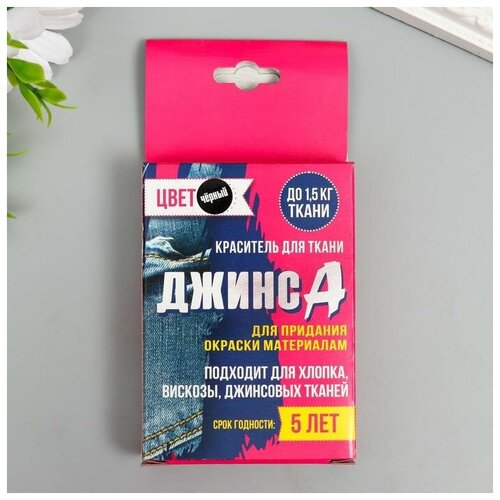 ЦВЕТ чёрный
ДО 1,5 КГ
ТКАНИ
КРАСИТЕЛЬ ДЛЯ ТКАНИ
ДЖИНСА
ДЛЯ ПРИДАНИЯ
ОКРАСКИ МАТЕРИАЛАМ
ПОДХОДИТ ДЛЯ ХЛОПКА,
ВИСКОЗЫ, ДЖИНСОВЫХ ТКАНЕЙ
СРОК ГОДНОСТИ: 5 ЛЕТ